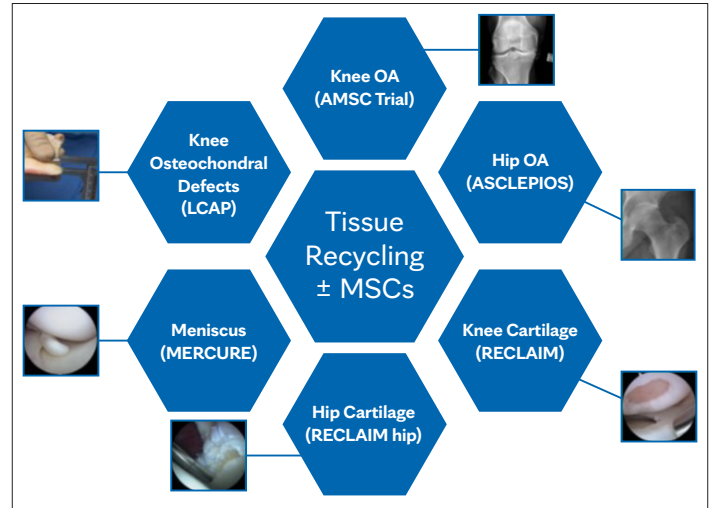 Knee OA
(AMSC Trial)
Knee
Osteochondral
Defects
(LCAP)
Hip OA
(ASCLEPIOS)
Tissue
Recycling
± MSCs
Meniscus
(MERCURE)
Knee Cartilage
(RECLAIM)
Hip Cartilage
(RECLAIM hip)